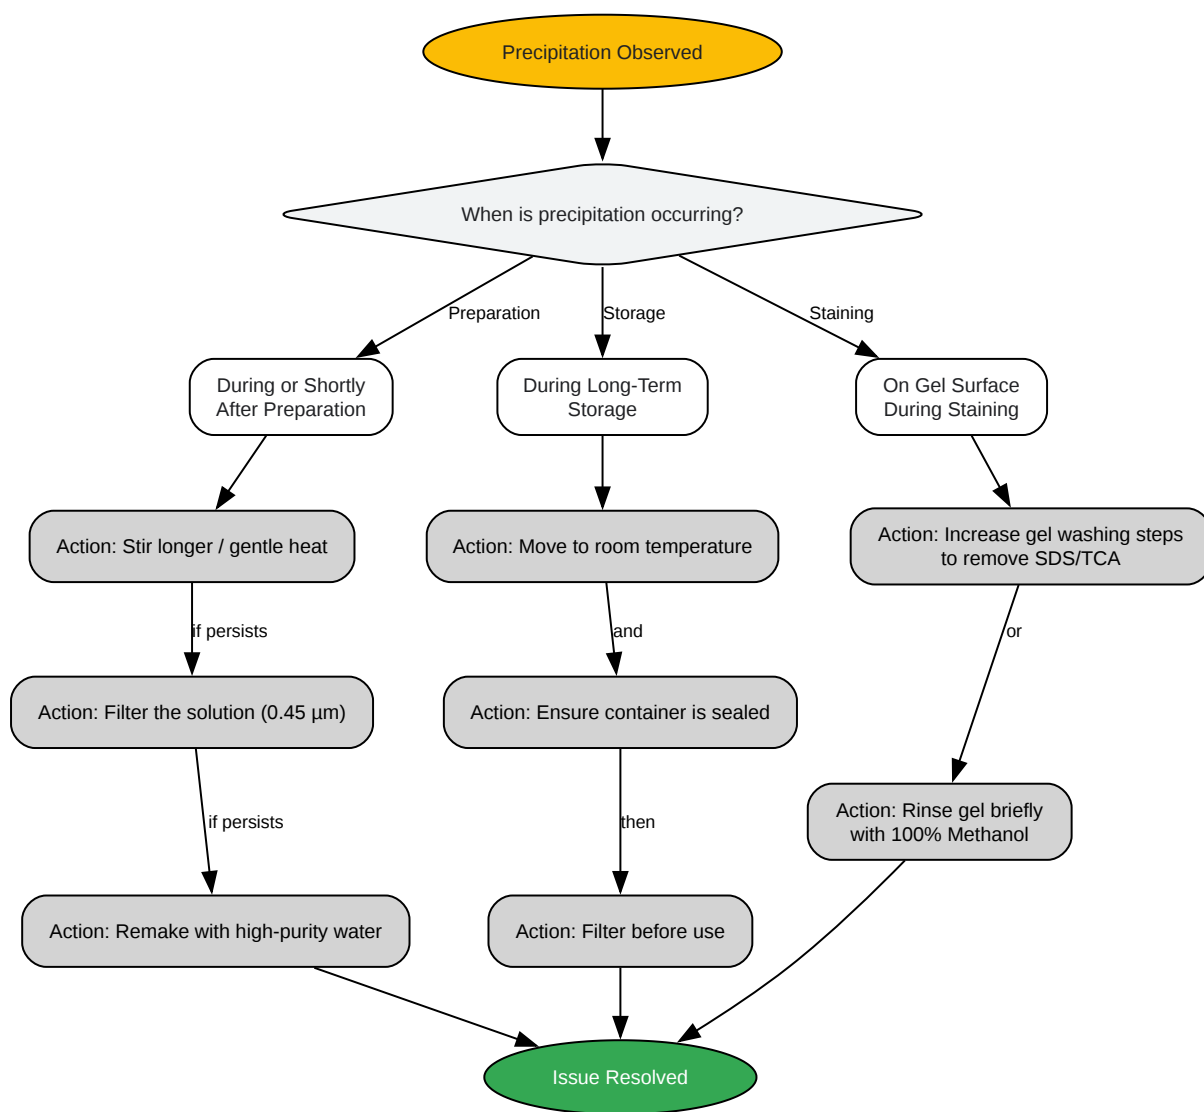 Precipitation Observed
When is precipitation occurring?
Preparation
Storage
Staining
During or Shortly
After Preparation
During Long-Term
Storage
On Gel Surface
During Staining
Action: Stir longer / gentle heat
Action: Move to room temperature
Action: Increase gel washing steps
to remove SDS/TCA
if persists
and
or
Action: Filter the solution (0.45 µm)
Action: Ensure container is sealed
Action: Rinse gel briefly
with 100% Methanol
if persists
then
Action: Remake with high-purity water
Action: Filter before use
Issue Resolved